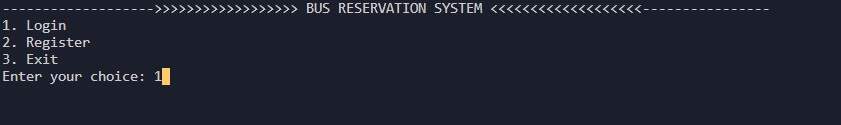 ------------------->>>>>>>>>>>>>>>>>> BUS RESERVATION SYSTEM <<<<<<<<<<<<<<<<<<<----------------
1. Login
2. Register
3. Exit
Enter your choice: 1